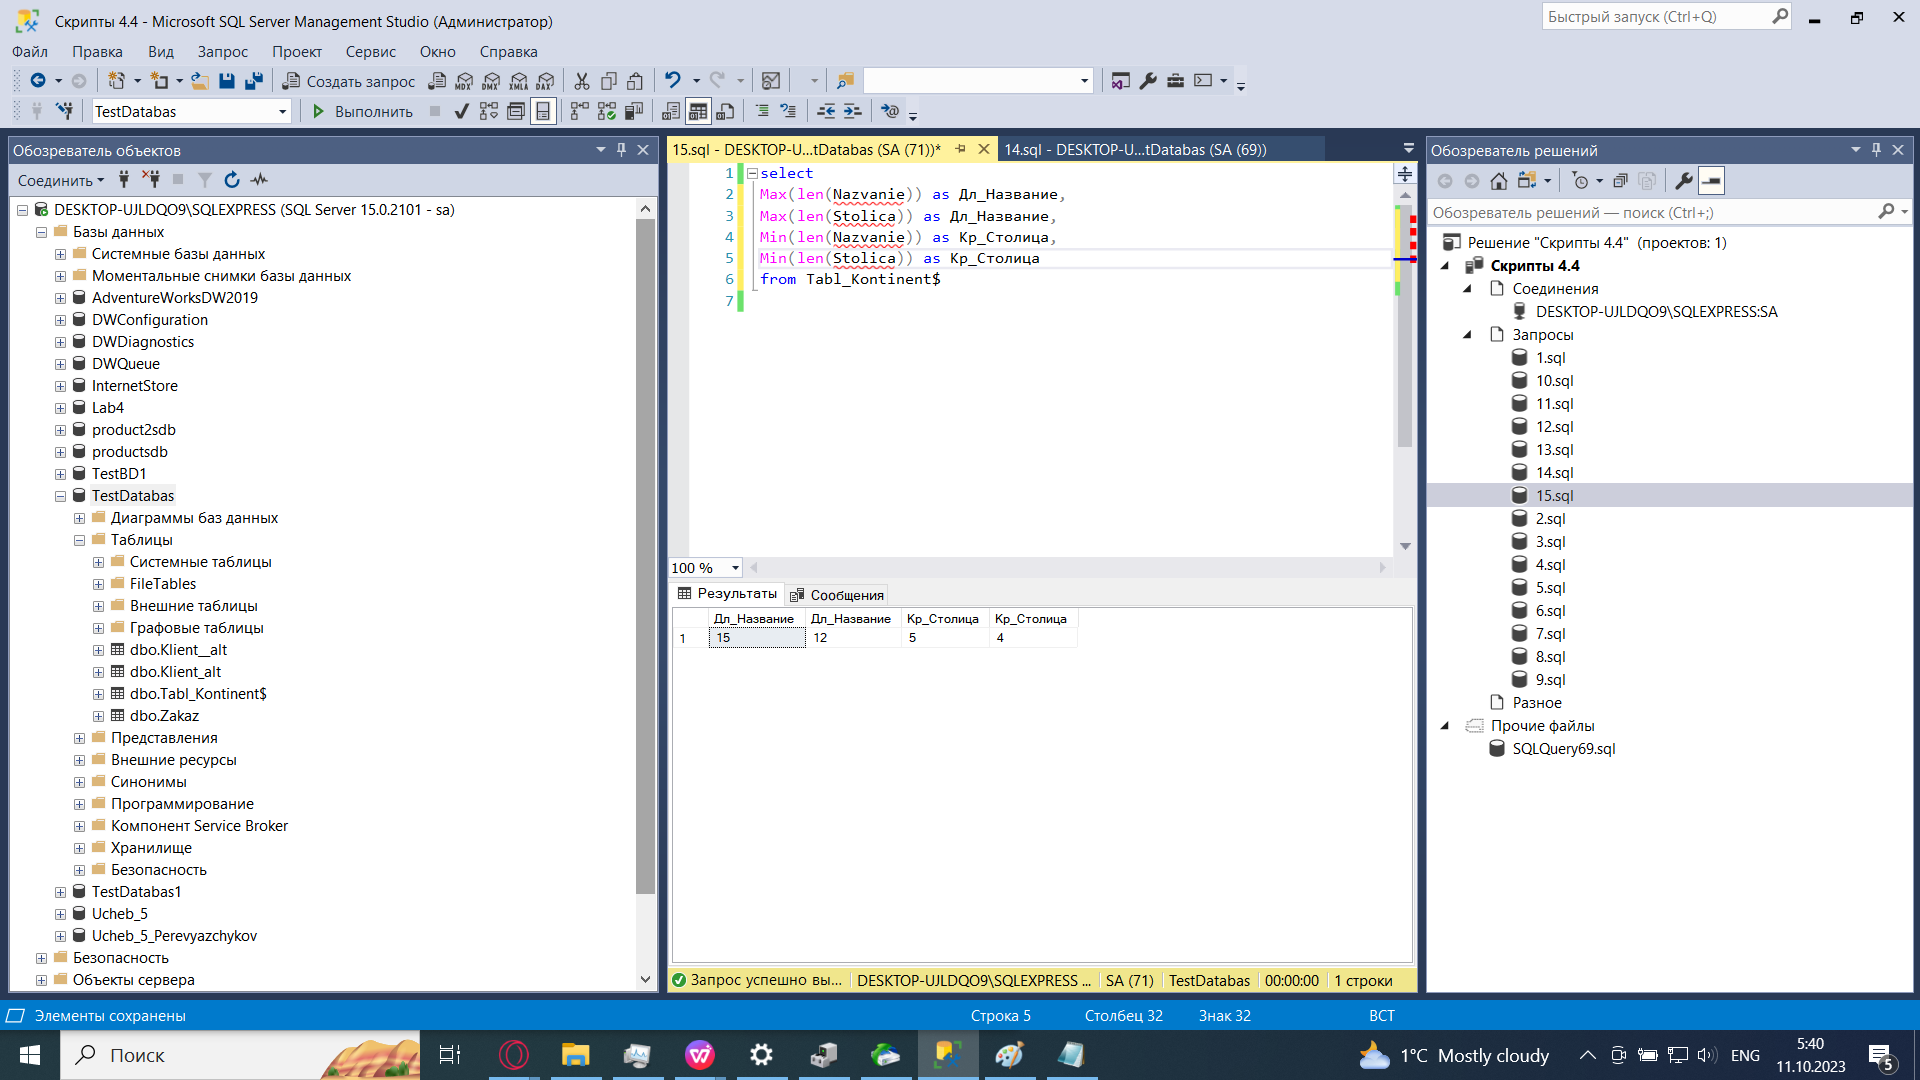 Скрипты 4.4 - Microsoft SQL Server Management Studio (Администратор)
Быстрый запуск (Ctrl+Q)
Файл Правка Вид Запрос Проект Сервис Окно Справка
Создать запрос
MDX DMX XMLA DAX
TestDatabas
Выполнить
Обозреватель объектов
Соединить
DESKTOP-UJLDQO9\SQLEXPRESS (SQL Server 15.0.2101 - sa)
Базы данных
Системные базы данных
Моментальные снимки базы данных
AdventureWorksDW2019
DWConfiguration
DWDiagnostics
DWQueue
InternetStore
Lab4
product2sdb
productsdb
TestBD1
TestDatabas
Диаграммы баз данных
Таблицы
Системные таблицы
FileTables
Внешние таблицы
Графовые таблицы
dbo.Klient__alt
dbo.Klient_alt
dbo.Tabl_Kontinent$
dbo.Zakaz
Представления
Внешние ресурсы
Синонимы
Программирование
Компонент Service Broker
Хранилище
Безопасность
TestDatabas1
Ucheb_5
Ucheb_5_Perevyazchykov
Безопасность
Объекты сервера
15.sql - DESKTOP-U...tDatabas (SA (71))*
14.sql - DESKTOP-U...tDatabas (SA (69))
1 select
2 Max(len(Nazvanie)) as Дл_Название,
3 Max(len(Stolica)) as Дл_Название,
4 Min(len(Nazvanie)) as Кр_Столица,
5 Min(len(Stolica)) as Кр_Столица
6 from Tabl_Kontinent$
7
100 %
Результаты Сообщения
Дл_Название Дл_Название Кр_Столица Кр_Столица
1 15 12 5 4
Запрос успешно вы... DESKTOP-UJLDQO9\SQLEXPRESS ... SA (71) TestDatabas 00:00:00 1 строки
Обозреватель решений
Обозреватель решений — поиск (Ctrl+;)
Решение "Скрипты 4.4" (проектов: 1)
Скрипты 4.4
Соединения
DESKTOP-UJLDQO9\SQLEXPRESS:SA
Запросы
1.sql
10.sql
11.sql
12.sql
13.sql
14.sql
15.sql
2.sql
3.sql
4.sql
5.sql
6.sql
7.sql
8.sql
9.sql
Разное
Прочие файлы
SQLQuery69.sql
Элементы сохранены
Строка 5 Столбец 32 Знак 32 ВСТ
Поиск
1°C Mostly cloudy
ENG
5:40
11.10.2023
5